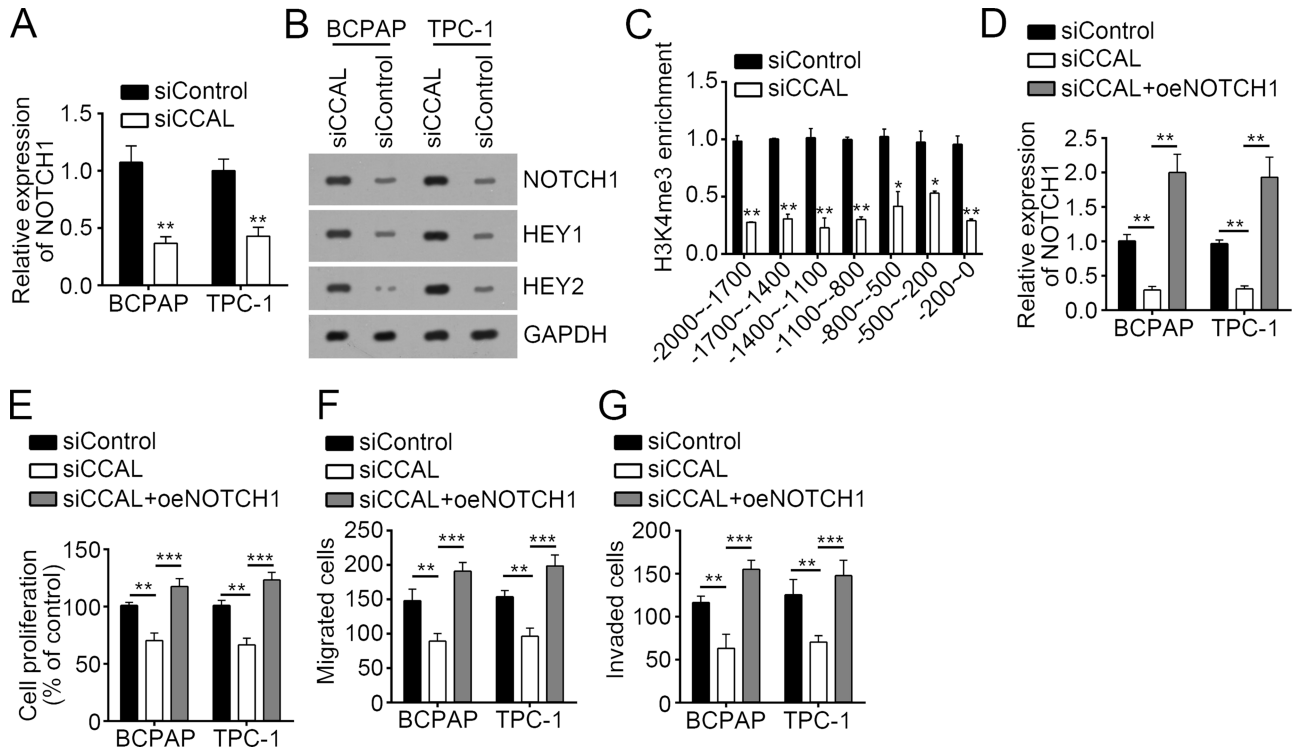 A
siControl
siCCAL
Relative expression
of NOTCH1
1.5
1.0
0.5
0.0
**
**
BCPAP TPC-1
B
BCPAP TPC-1
siCCAL siControl siCCAL siControl
NOTCH1
HEY1
HEY2
GAPDH
C
siControl
siCCAL
H3K4me3 enrichment
1.5
1.0
0.5
0.0
** ** ** ** * * **
-2000~-1700
-1700~-1400
-1400~-1100
-1100~-800
-800~-500
-500~-200
-200~0
D
siControl
siCCAL
siCCAL+oeNOTCH1
Relative expression
of NOTCH1
2.5
2.0
1.5
1.0
0.5
0.0
** ** ** **
BCPAP TPC-1
E
siControl
siCCAL
siCCAL+oeNOTCH1
Cell proliferation
(% of control)
150
100
50
0
** *** ** ***
BCPAP TPC-1
F
siControl
siCCAL
siCCAL+oeNOTCH1
Migrated cells
250
200
150
100
50
0
** *** ** ***
BCPAP TPC-1
G
siControl
siCCAL
siCCAL+oeNOTCH1
Invaded cells
200
150
100
50
0
** *** ** ***
BCPAP TPC-1